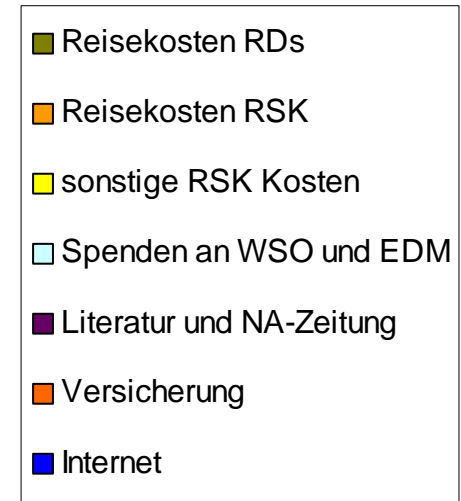 Reisekosten RDs
Reisekosten RSK
sonstige RSK Kosten
Spenden an WSO und EDM
Literatur und NA-Zeitung
Versicherung
Internet